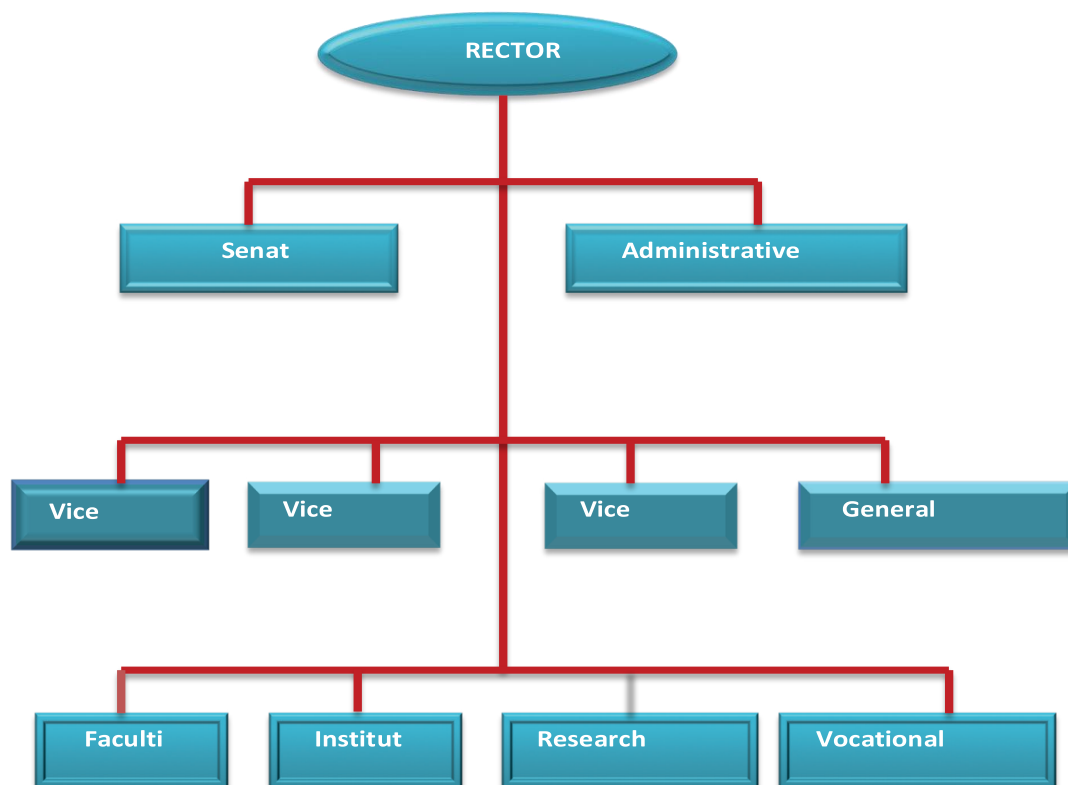 RECTOR
Senat
Administrative
Vice
Vice
Vice
General
Faculti
Institut
Research
Vocational